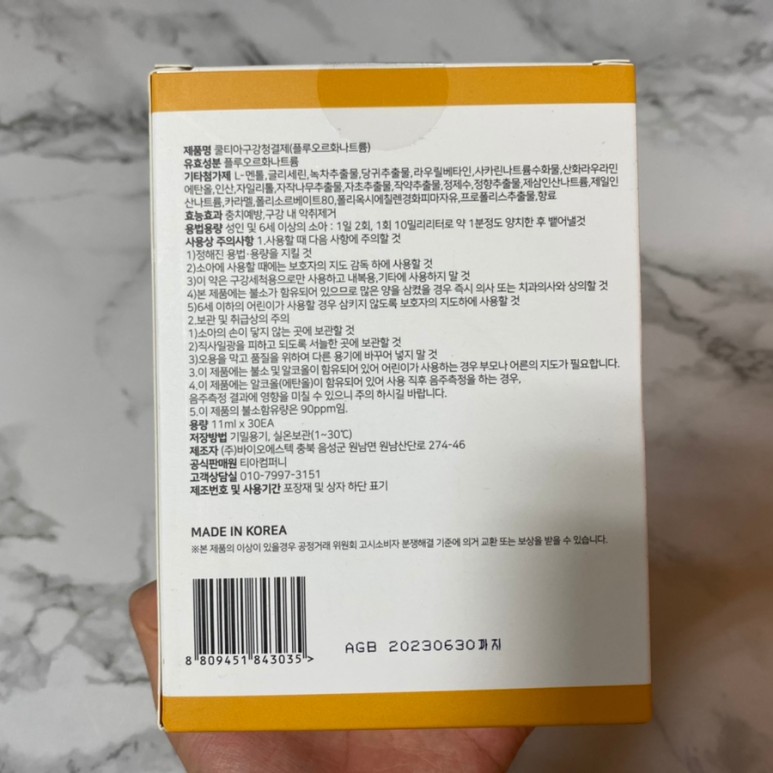 제품명 쿨티아구강청결제(플루오르화나트륨)
유효성분 플루오르화나트륨
기타첨가제 L-멘톨,글리세린,녹차추출물,당귀추출물,라우릴베타인,사카린나트륨수화물,산화라우라민
에탄올,인산,자일리톨,자작나무추출물,자초추출물,작약추출물,정제수,정향추출물,제삼인산나트륨,제일인
산나트륨,카라멜,폴리소르베이트80,폴리옥시에칠렌경화피마자유,프로폴리스추출물,향료
효능효과 충치예방,구강 내 악취제거
용법용량 성인 및 6세 이상의 소아 : 1일 2회, 1회 10밀리리터로 약 1분정도 양치한 후 뱉어낼것
사용상 주의사항 1.사용할 때 다음 사항에 주의할 것
1)정해진 용법·용량을 지킬 것
2)소아에 사용할 때에는 보호자의 지도 감독 하에 사용할 것
3)이 약은 구강세척용으로만 사용하고 내복용,기타에 사용하지 말 것
4)본 제품에는 불소가 함유되어 있으므로 많은 양을 삼켰을 경우 즉시 의사 또는 치과의사와 상의할 것
5)6세 이하의 어린이가 사용할 경우 삼키지 않도록 보호자의 지도하에 사용할 것
2.보관 및 취급상의 주의
1)소아의 손이 닿지 않는 곳에 보관할 것
2)직사일광을 피하고 되도록 서늘한 곳에 보관할 것
3)오용을 막고 품질을 위하여 다른 용기에 바꾸어 넣지 말 것
3.이 제품에는 불소 및 알코올이 함유되어 있어 어린이가 사용하는 경우 부모나 어른의 지도가 필요합니다.
4.이 제품에는 알코올(에탄올)이 함유되어 있어 사용 직후 음주측정을 하는 경우,
음주측정 결과에 영향을 미칠 수 있으니 주의 하시길 바랍니다.
5.이 제품의 불소함유량은 90ppm임.
용량 11ml x 30EA
저장방법 기밀용기, 실온보관(1~30℃)
제조자 (주)바이오에스텍 충북 음성군 원남면 원남산단로 274-46
공식판매원 티아컴퍼니
고객상담실 010-7997-3151
제조번호 및 사용기간 포장재 및 상자 하단 표기
MADE IN KOREA
※본 제품의 이상이 있을경우 공정거래 위원회 고시소비자 분쟁해결 기준에 의거 교환 또는 보상을 받을 수 있습니다.
AGB 20230630까지
8 809451 843035 >